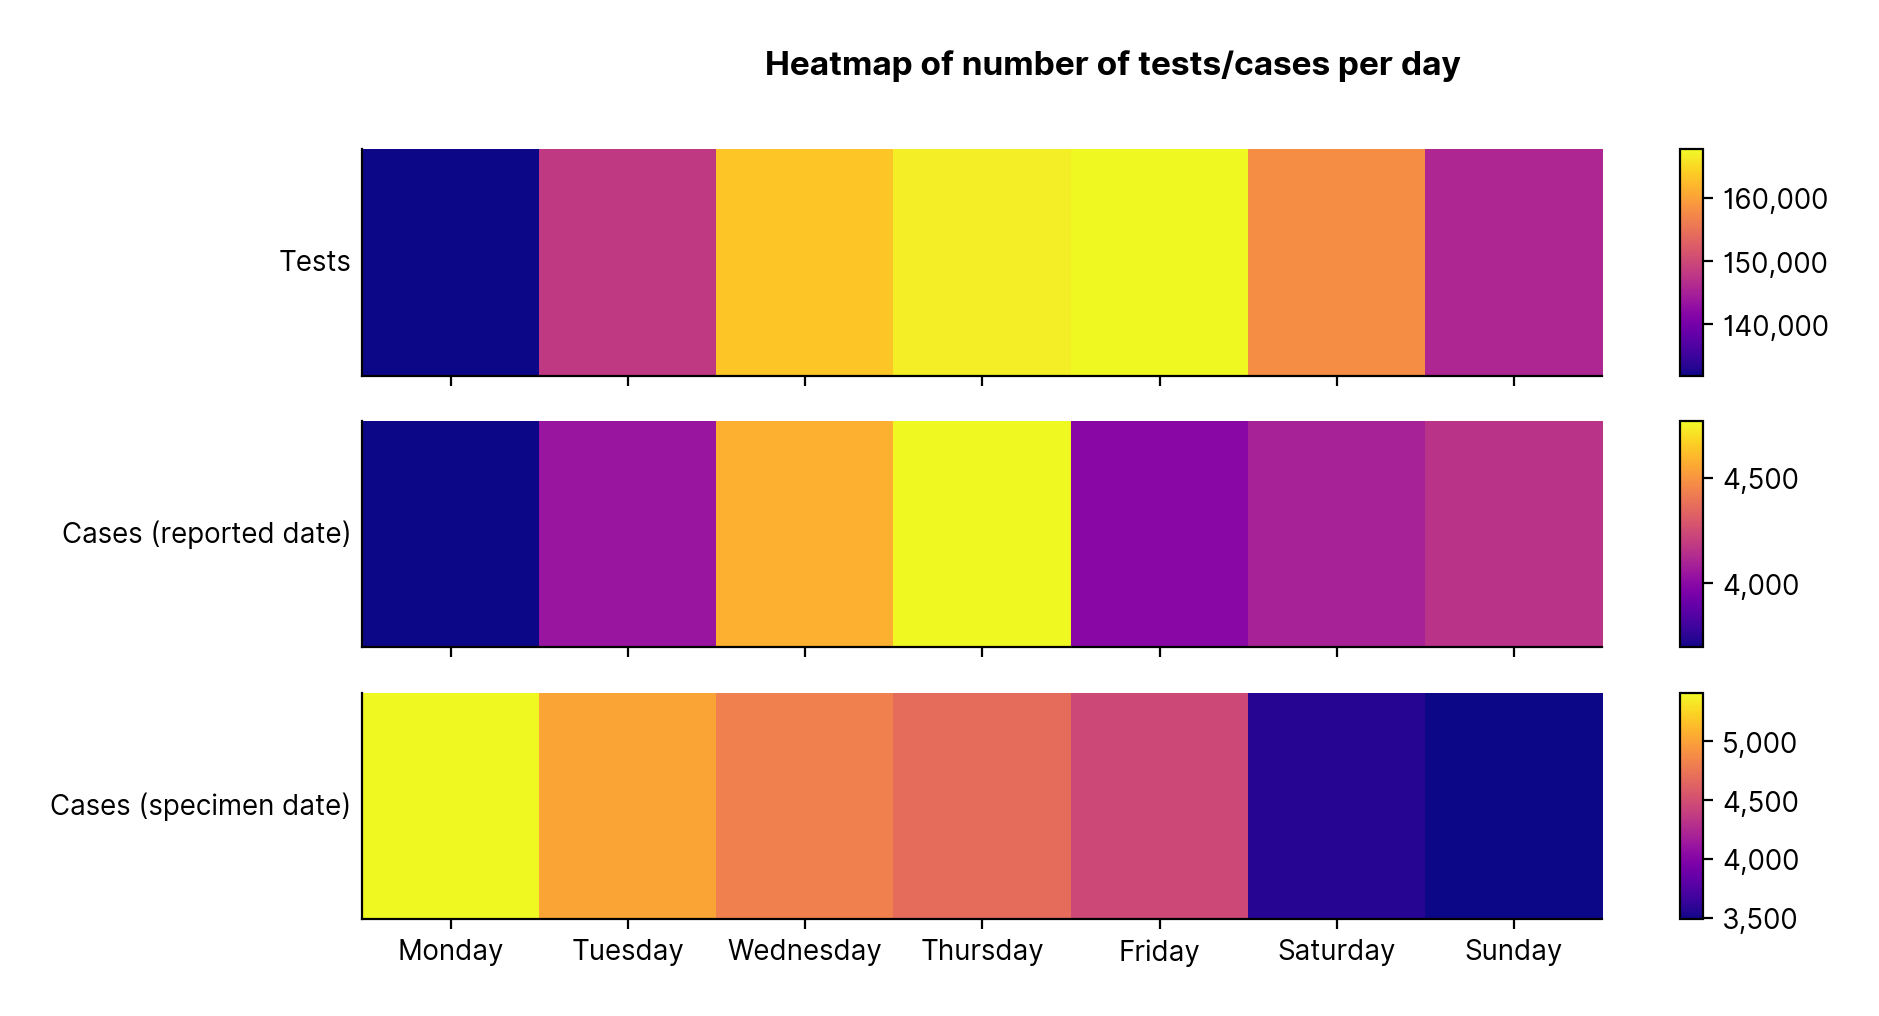 Heatmap of number of tests/cases per day
Tests
160,000
150,000
140,000
Cases (reported date)
4,500
4,000
Cases (specimen date)
5,000
4,500
4,000
3,500
Monday Tuesday Wednesday Thursday Friday Saturday Sunday